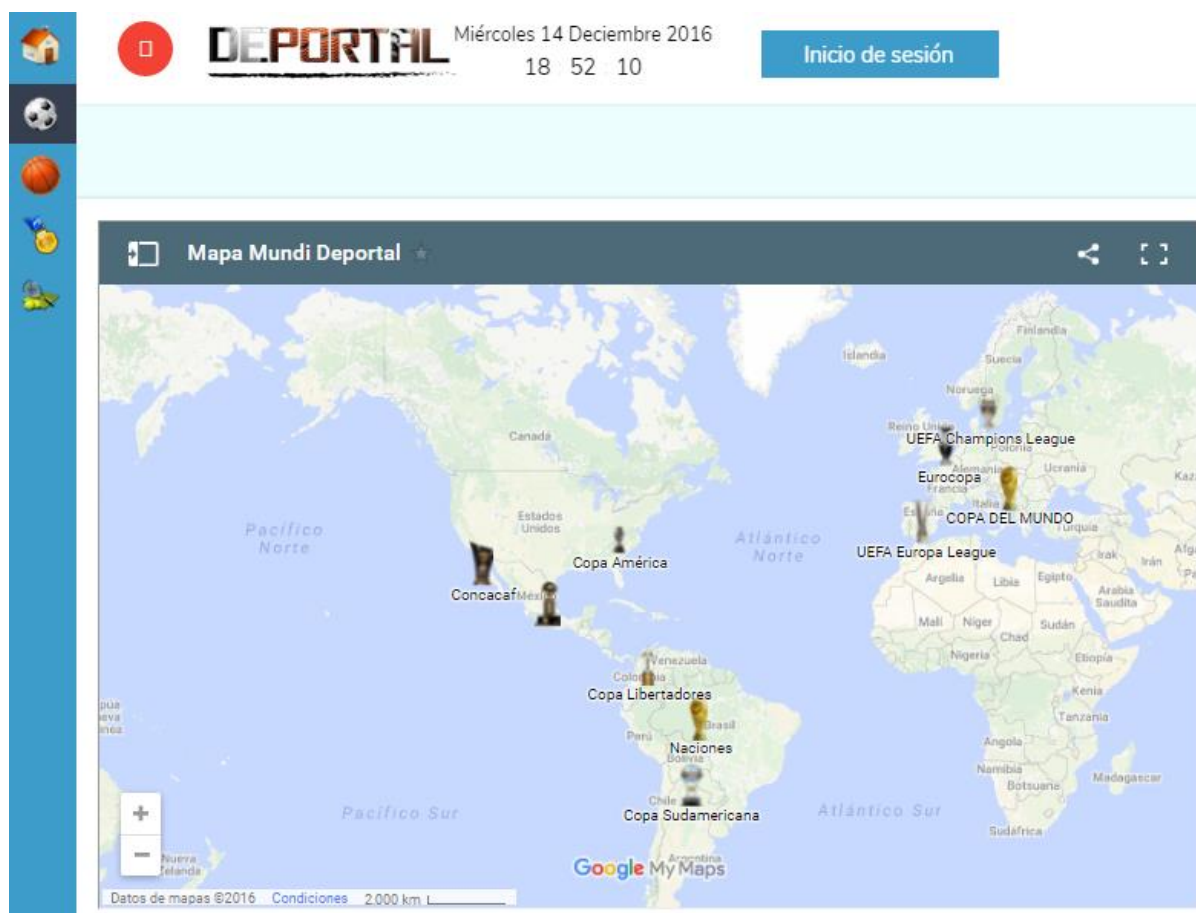 DEPORTAL
Miércoles 14 Deciembre 2016
18 52 10
Inicio de sesión
Mapa Mundi Deportal
Finlandia
Islandia
Suecia
Noruega
Reino Unido
Canadá
UEFA Champions League
Polonia
Eurocopa
Alemania
Ucrania
Francia
Kaz
Italia
España
COPA DEL MUNDO
Turquía
Estados
Unidos
Pacífico
Norte
Atlántico
Norte
UEFA Europa League
Irak
Irán
Copa América
Argelia
Libia
Egipto
Arabia
Saudita
Concacaf
México
Malí
Níger
Sudán
Chad
Nigeria
Etiopía
Venezuela
Colombia
Copa Libertadores
Kenia
Tanzania
Brasil
Perú
Naciones
Bolivia
Angola
Namibia
Botsuana
Madagascar
Chile
Copa Sudamericana
Pacífico Sur
Atlántico Sur
Sudáfrica
Nueva
Zelanda
Argentina
Google My Maps
Datos de mapas ©2016 Condiciones 2000 km